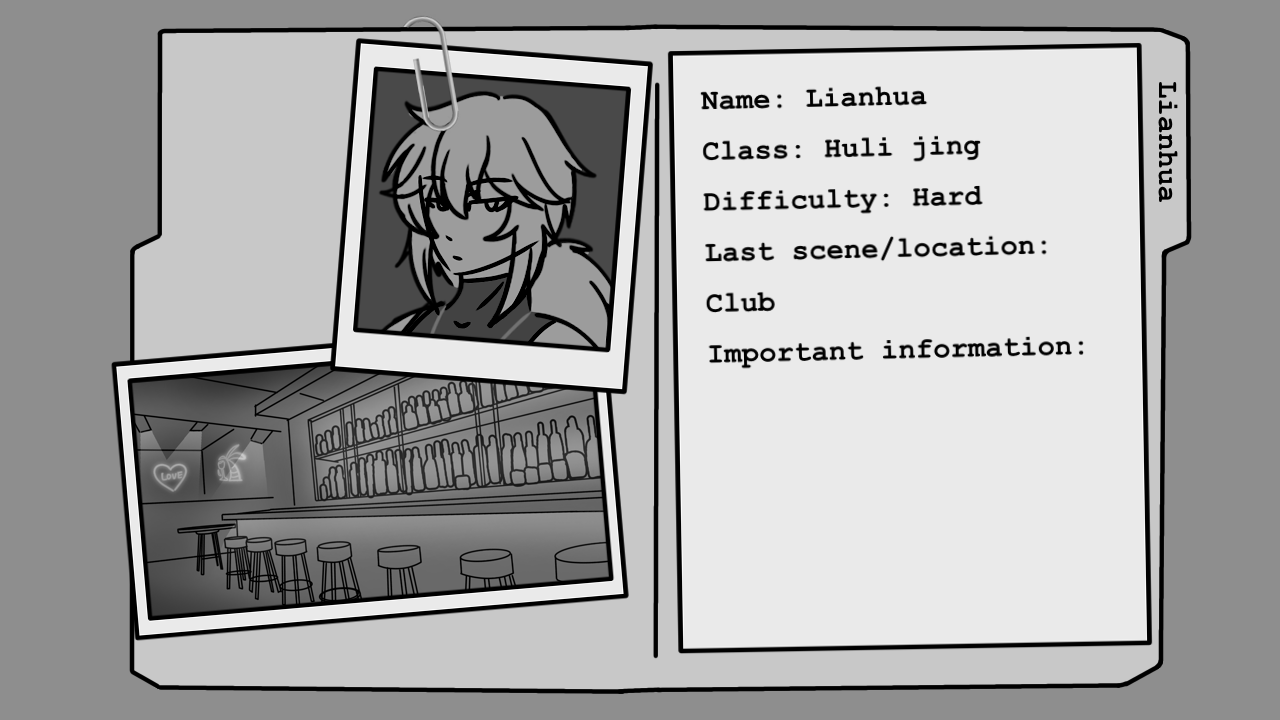 Name: Lianhua
Class: Huli jing
Difficulty: Hard
Last scene/location:
Club
Important information:
Lianhua
LOVE